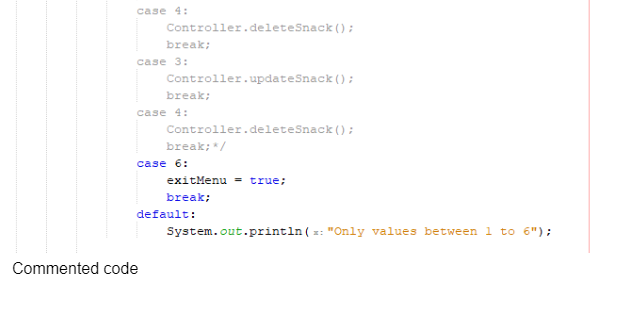 case 4:
Controller.deleteSnack();
break;
case 3:
Controller.updateSnack();
break;
case 4:
Controller.deleteSnack();
break;*/
case 6:
exitMenu = true;
break;
default:
System.out.println( x: "Only values between 1 to 6");
Commented code